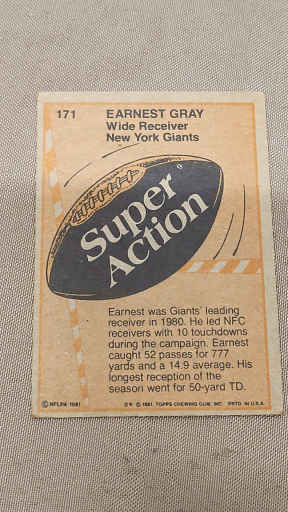 171 EARNEST GRAY
Wide Receiver
New York Giants
Super
Action
Earnest was Giants' leading
receiver in 1980. He led NFC
receivers with 10 touchdowns
during the campaign. Earnest
caught 52 passes for 777
yards and a 14.9 average. His
longest reception of the
season went for 50-yard TD.
© NFLPA 1981 © 1981 TOPPS CHEWING GUM, INC. PRTD. IN U.S.A.